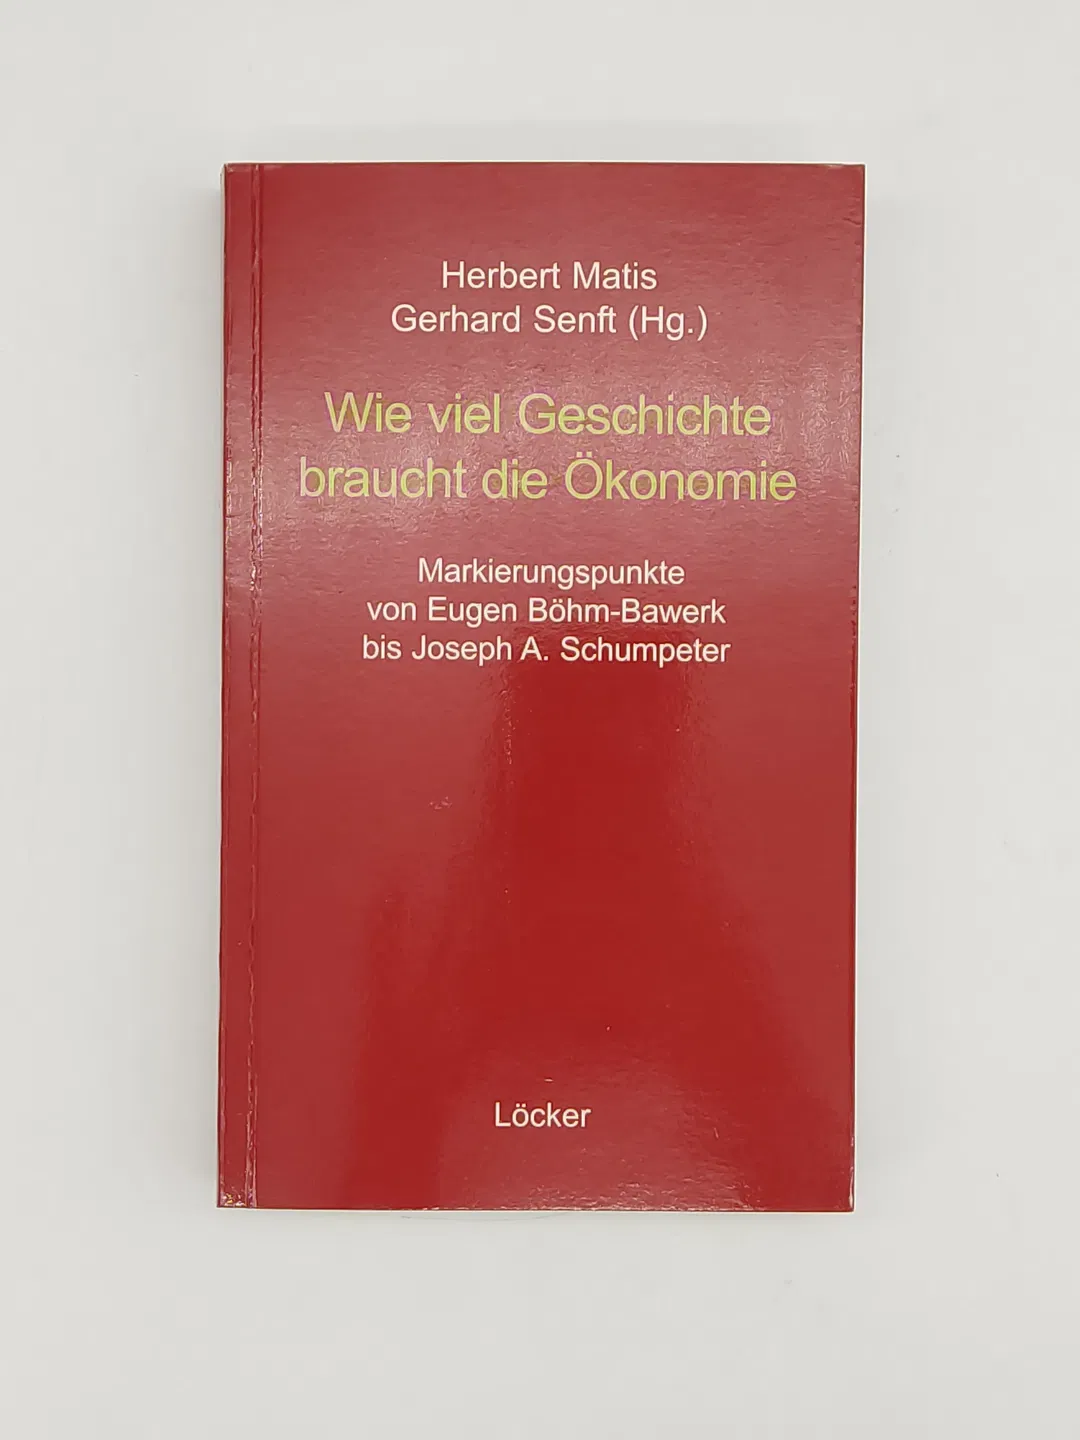 Herbert Matis
Gerhard Senft (Hg.)
Wie viel Geschichte
braucht die Ökonomie
Markierungspunkte
von Eugen Böhm-Bawerk
bis Joseph A. Schumpeter
Löcker